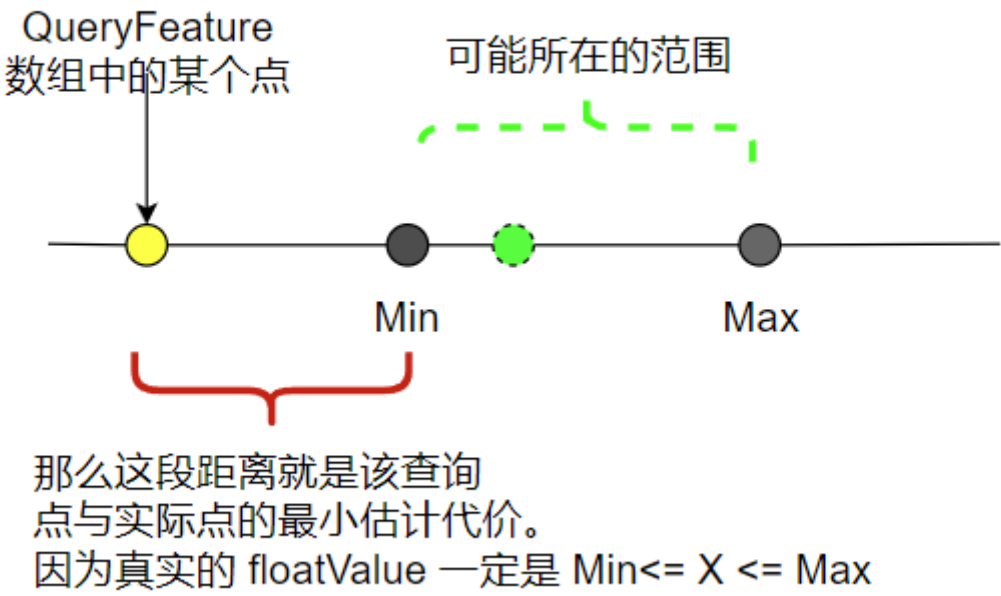 QueryFeature
数组中的某个点
可能所在的范围
Min
Max
那么这段距离就是该查询
点与实际点的最小估计代价。
因为真实的 floatValue 一定是 Min<= X <= Max